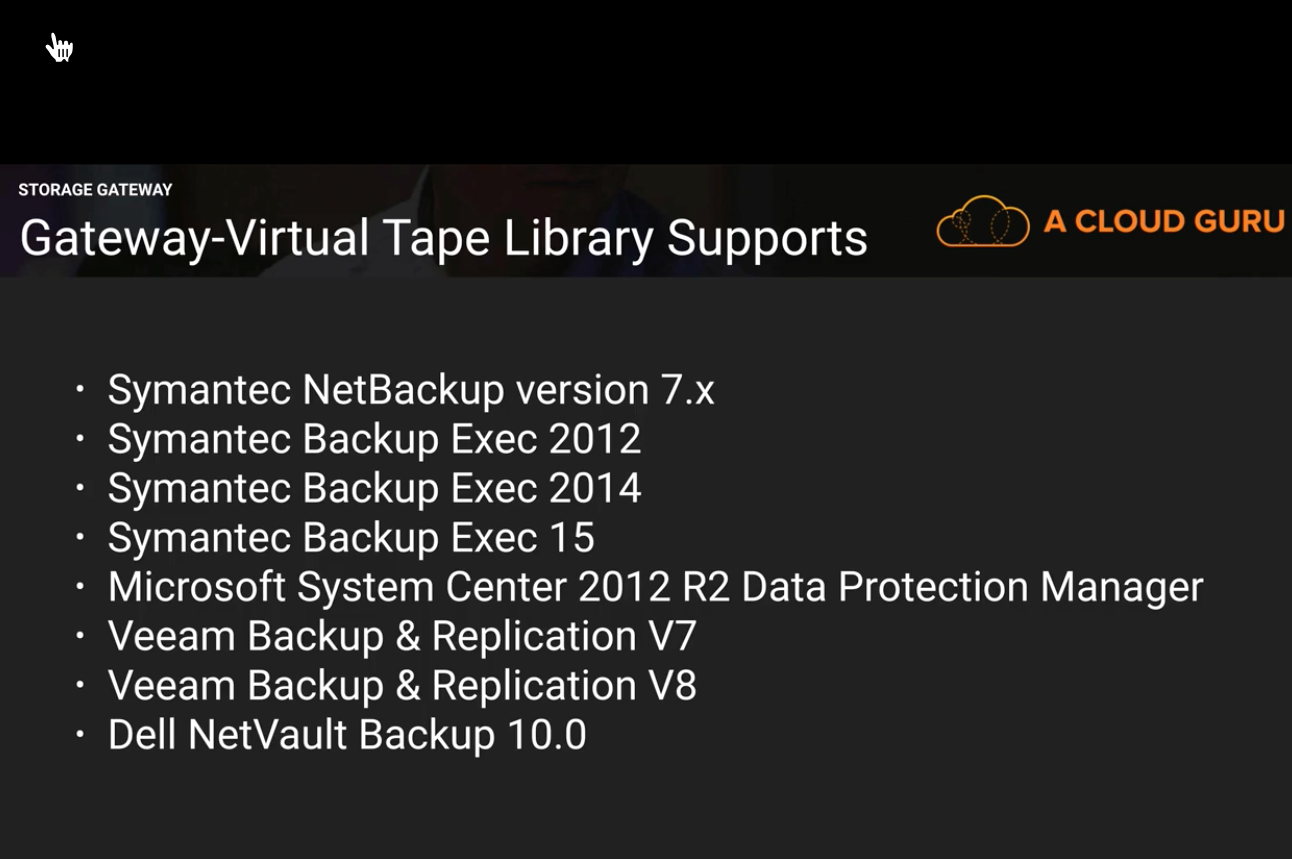 STORAGE GATEWAY
Gateway-Virtual Tape Library Supports
A CLOUD GURU
• Symantec NetBackup version 7.x
• Symantec Backup Exec 2012
• Symantec Backup Exec 2014
• Symantec Backup Exec 15
• Microsoft System Center 2012 R2 Data Protection Manager
• Veeam Backup & Replication V7
• Veeam Backup & Replication V8
• Dell NetVault Backup 10.0